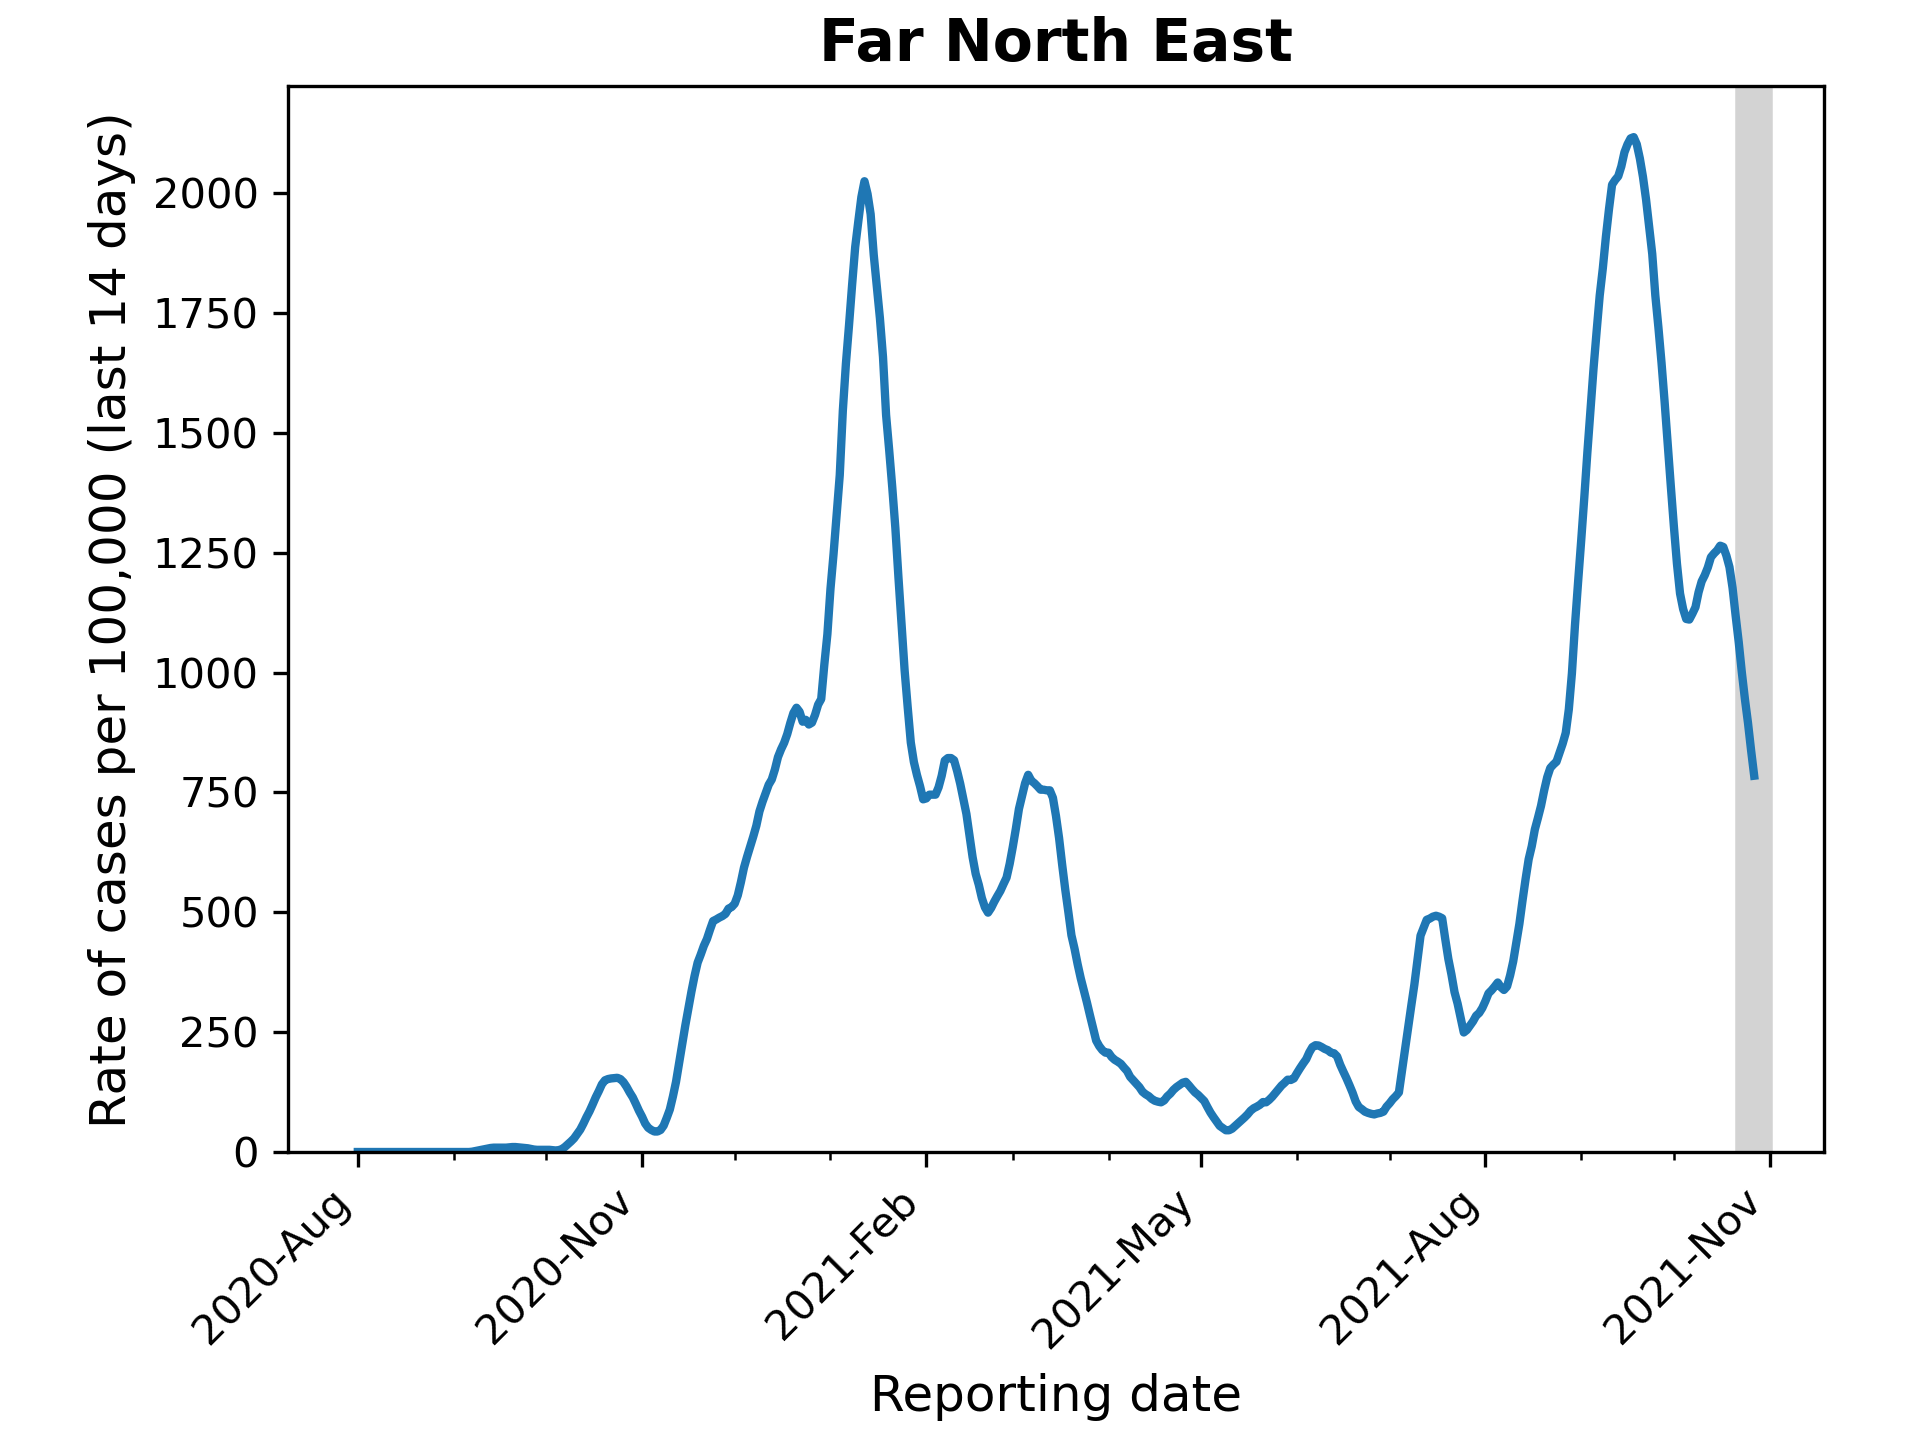 Far North East
Rate of cases per 100,000 (last 14 days)
2000
1750
1500
1250
1000
750
500
250
0
2020-Aug
2020-Nov
2021-Feb
2021-May
2021-Aug
2021-Nov
Reporting date